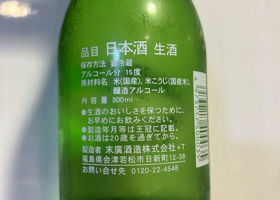 品目 日本酒 生酒
保存方法 要冷蔵
アルコール分 15度
原材料名 米(国産)、米こうじ(国産米)、
醸造アルコール
内容量 300ml
●生酒のおいしさを保つために、
お早めにお飲みください。
●製造年月等は王冠に記載。
●お酒は20歳を過ぎてから。
製造者 末廣酒造株式会社+T
福島県会津若松市日新町12-38
お問い合せ先 0120-22-4546